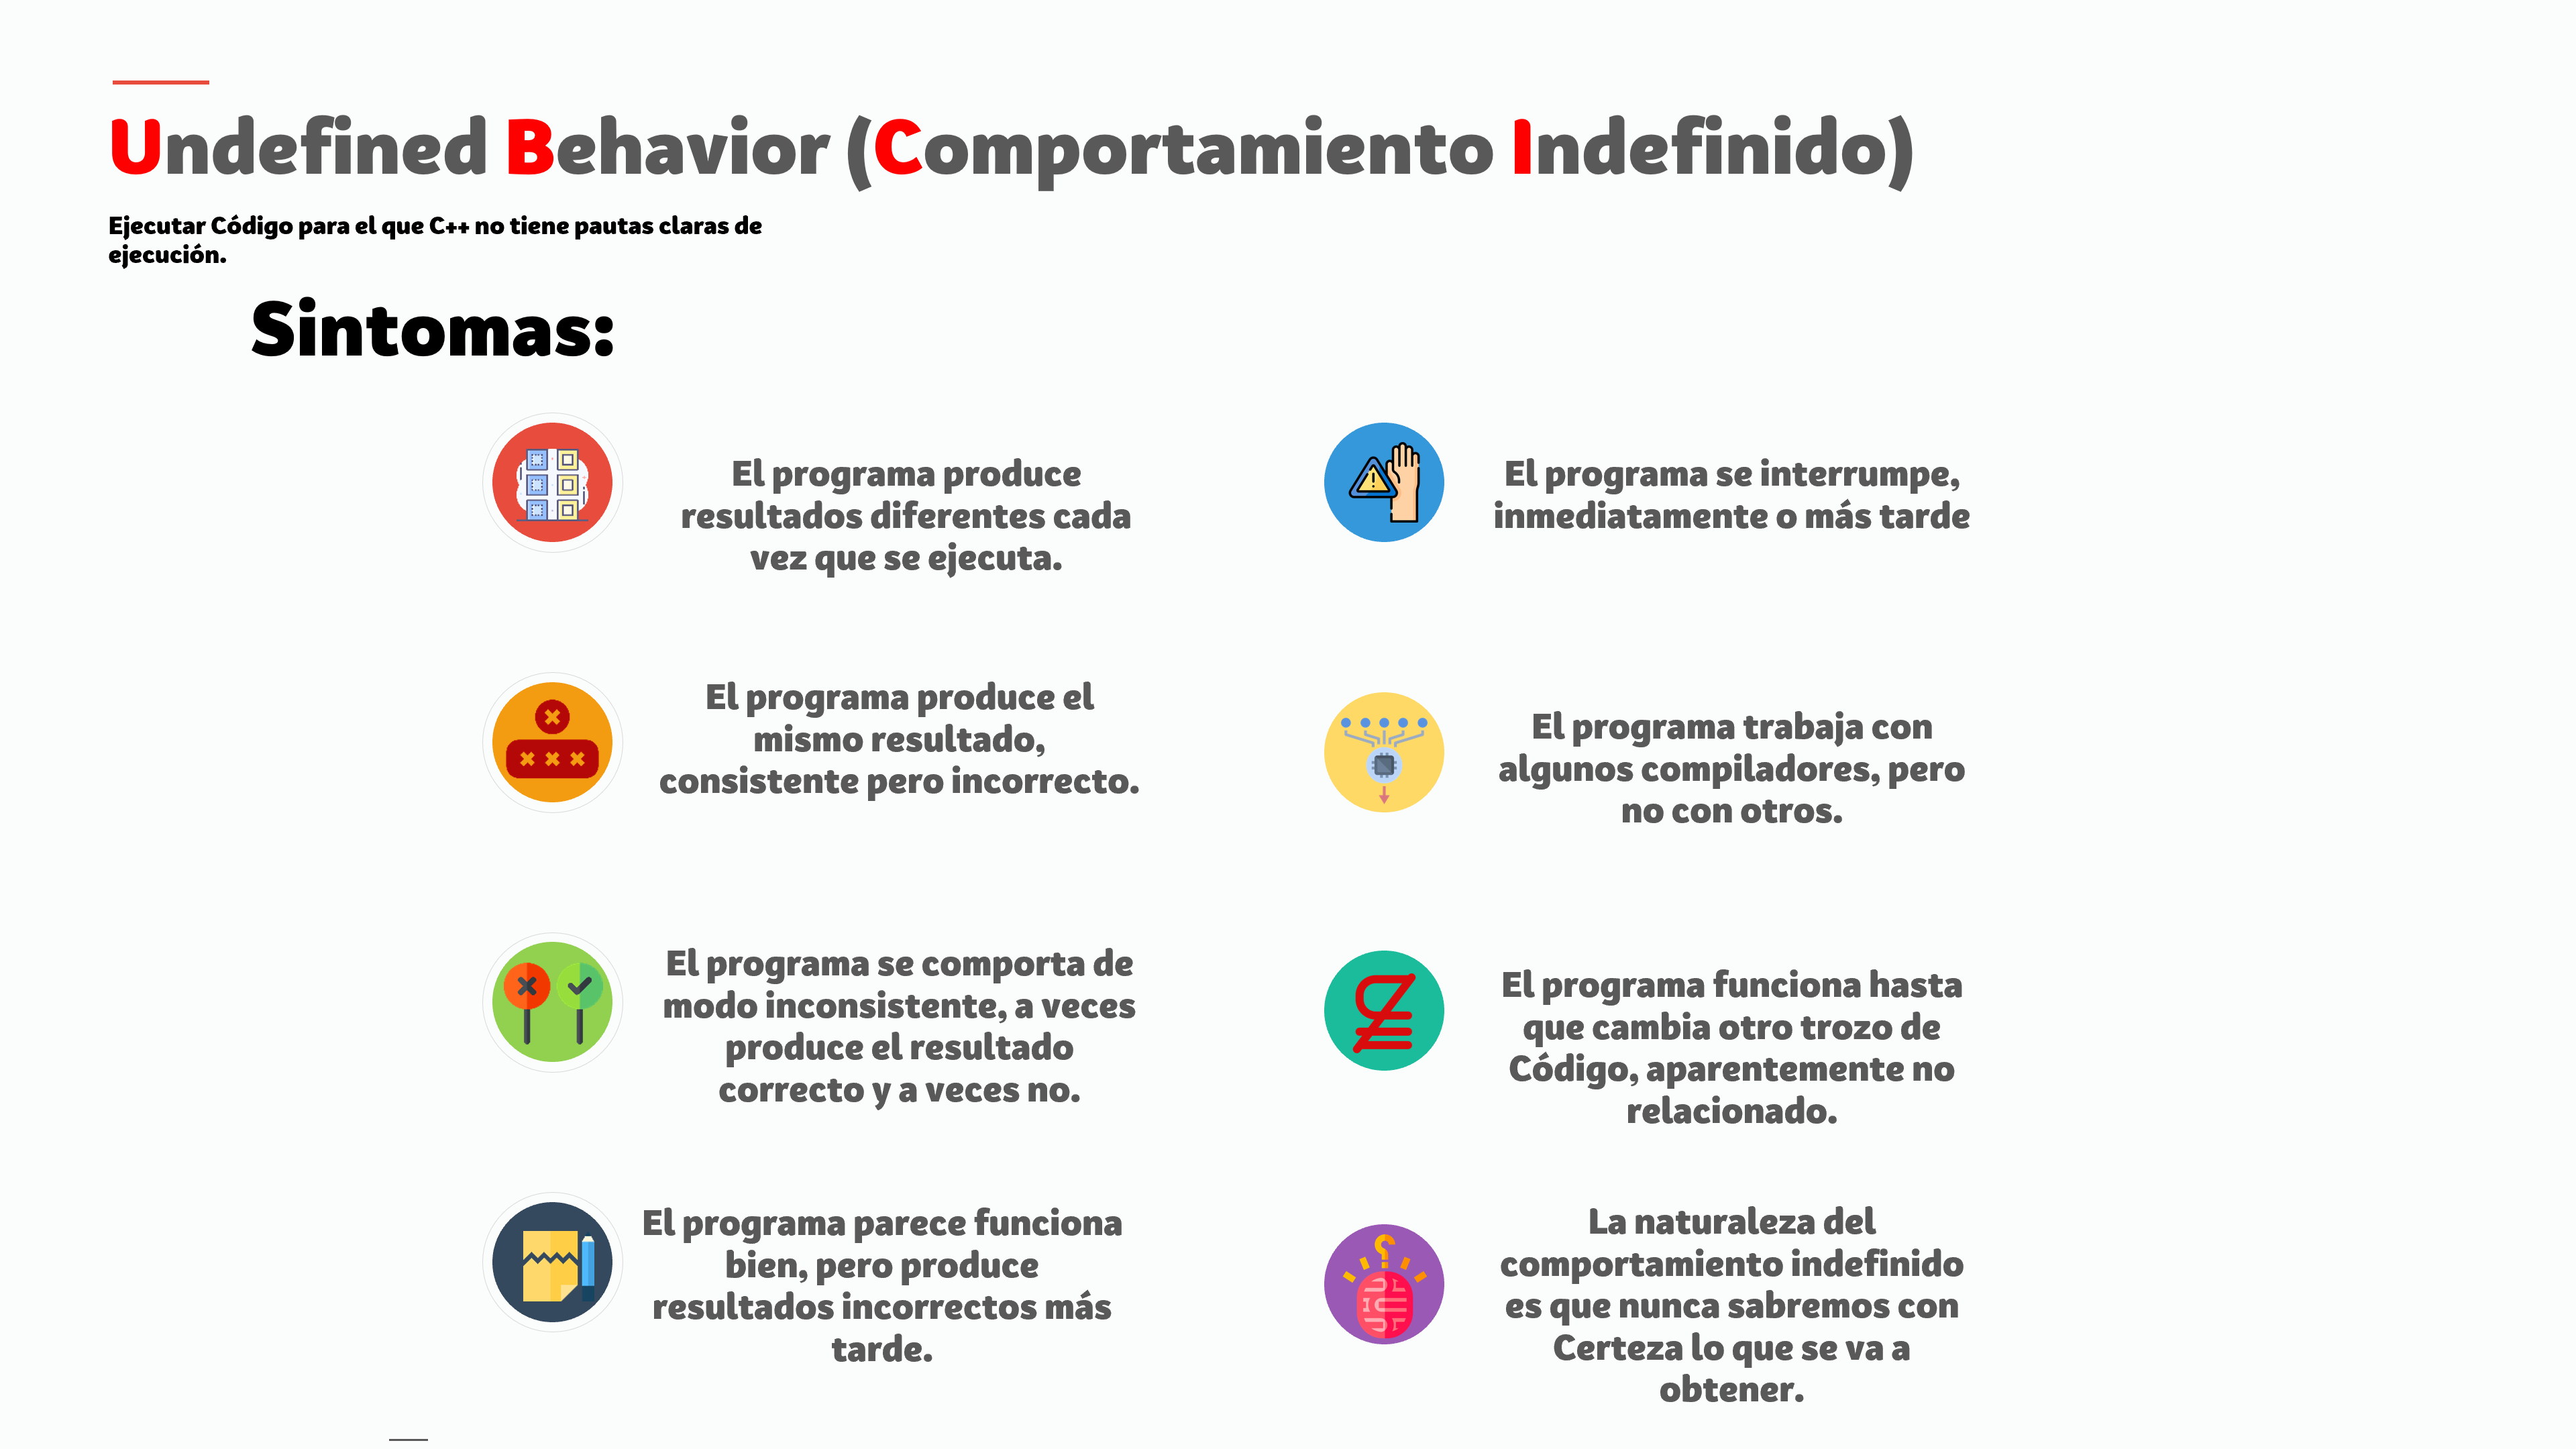 Undefined Behavior (Comportamiento Indefinido)
Ejecutar Código para el que C++ no tiene pautas claras de
ejecución.
Sintomas:
El programa produce
resultados diferentes cada
vez que se ejecuta.
El programa se interrumpe,
inmediatamente o más tarde
El programa produce el
mismo resultado,
consistente pero incorrecto.
El programa trabaja con
algunos compiladores, pero
no con otros.
El programa se comporta de
modo inconsistente, a veces
produce el resultado
correcto y a veces no.
El programa funciona hasta
que cambia otro trozo de
Código, aparentemente no
relacionado.
El programa parece funciona
bien, pero produce
resultados incorrectos más
tarde.
La naturaleza del
comportamiento indefinido
es que nunca sabremos con
Certeza lo que se va a
obtener.